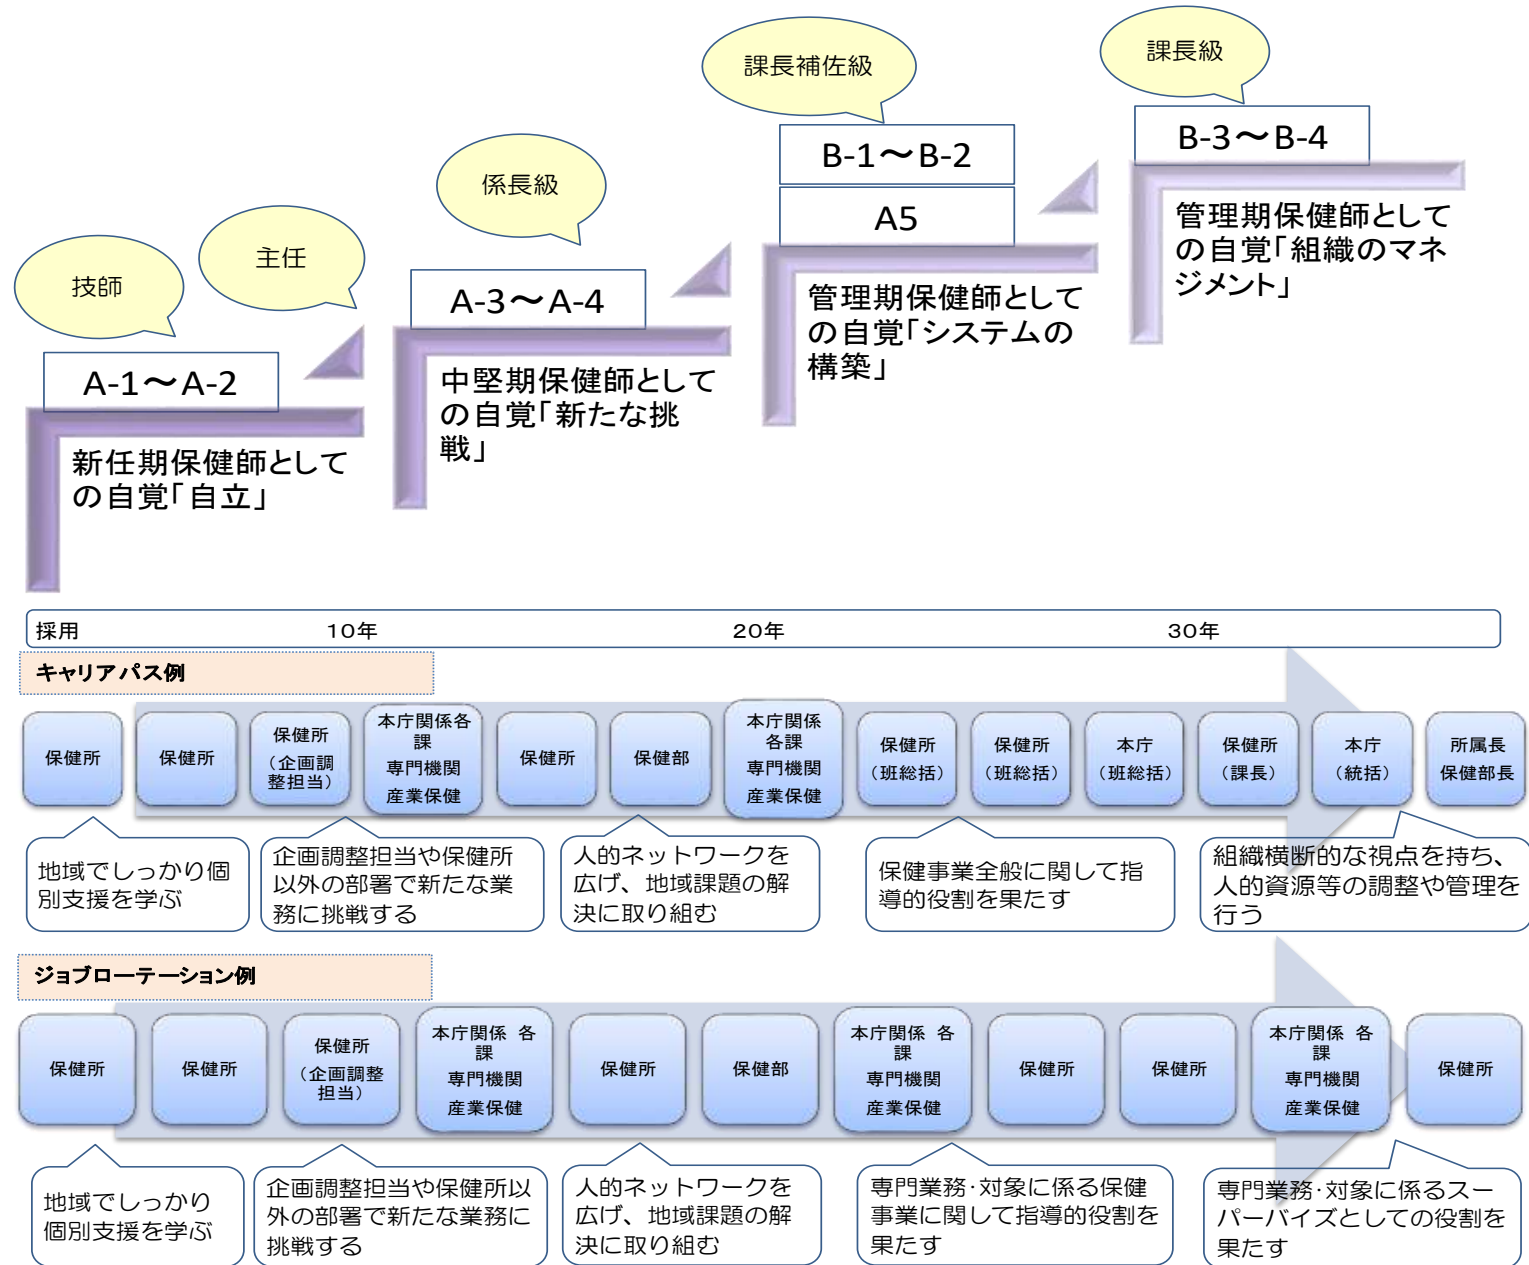 課長級
課長補佐級
B-3～B-4
B-1～B-2
係長級
A5
管理期保健師として
の自覚「組織のマネ
ジメント」
主任
技師
A-3～A-4
管理期保健師として
の自覚「システムの
構築」
A-1～A-2
中堅期保健師として
の自覚「新たな挑
戦」
新任期保健師として
の自覚「自立」
採用 10年 20年 30年
キャリアパス例
保健所
保健所
保健所
（企画調
整担当）
本庁関係各
課
専門機関
産業保健
保健所
保健部
本庁関係
各課
専門機関
産業保健
保健所
（班総括）
保健所
（班総括）
本庁
（班総括）
保健所
（課長）
本庁
（統括）
所属長
保健部長
地域でしっかり個
別支援を学ぶ
企画調整担当や保健所
以外の部署で新たな業
務に挑戦する
人的ネットワークを
広げ、地域課題の解
決に取り組む
保健事業全般に関して指
導的役割を果たす
組織横断的な視点を持ち、
人的資源等の調整や管理を
行う
ジョブローテーション例
保健所
保健所
保健所
（企画調整
担当）
本庁関係 各
課
専門機関
産業保健
保健所
保健部
本庁関係 各
課
専門機関
産業保健
保健所
保健所
本庁関係 各
課
専門機関
産業保健
保健所
地域でしっかり
個別支援を学ぶ
企画調整担当や保健所以
外の部署で新たな業務に
挑戦する
人的ネットワークを
広げ、地域課題の解
決に取り組む
専門業務・対象に係る保健
事業に関して指導的役割を
果たす
専門業務・対象に係るスー
パーバイズとしての役割を
果たす